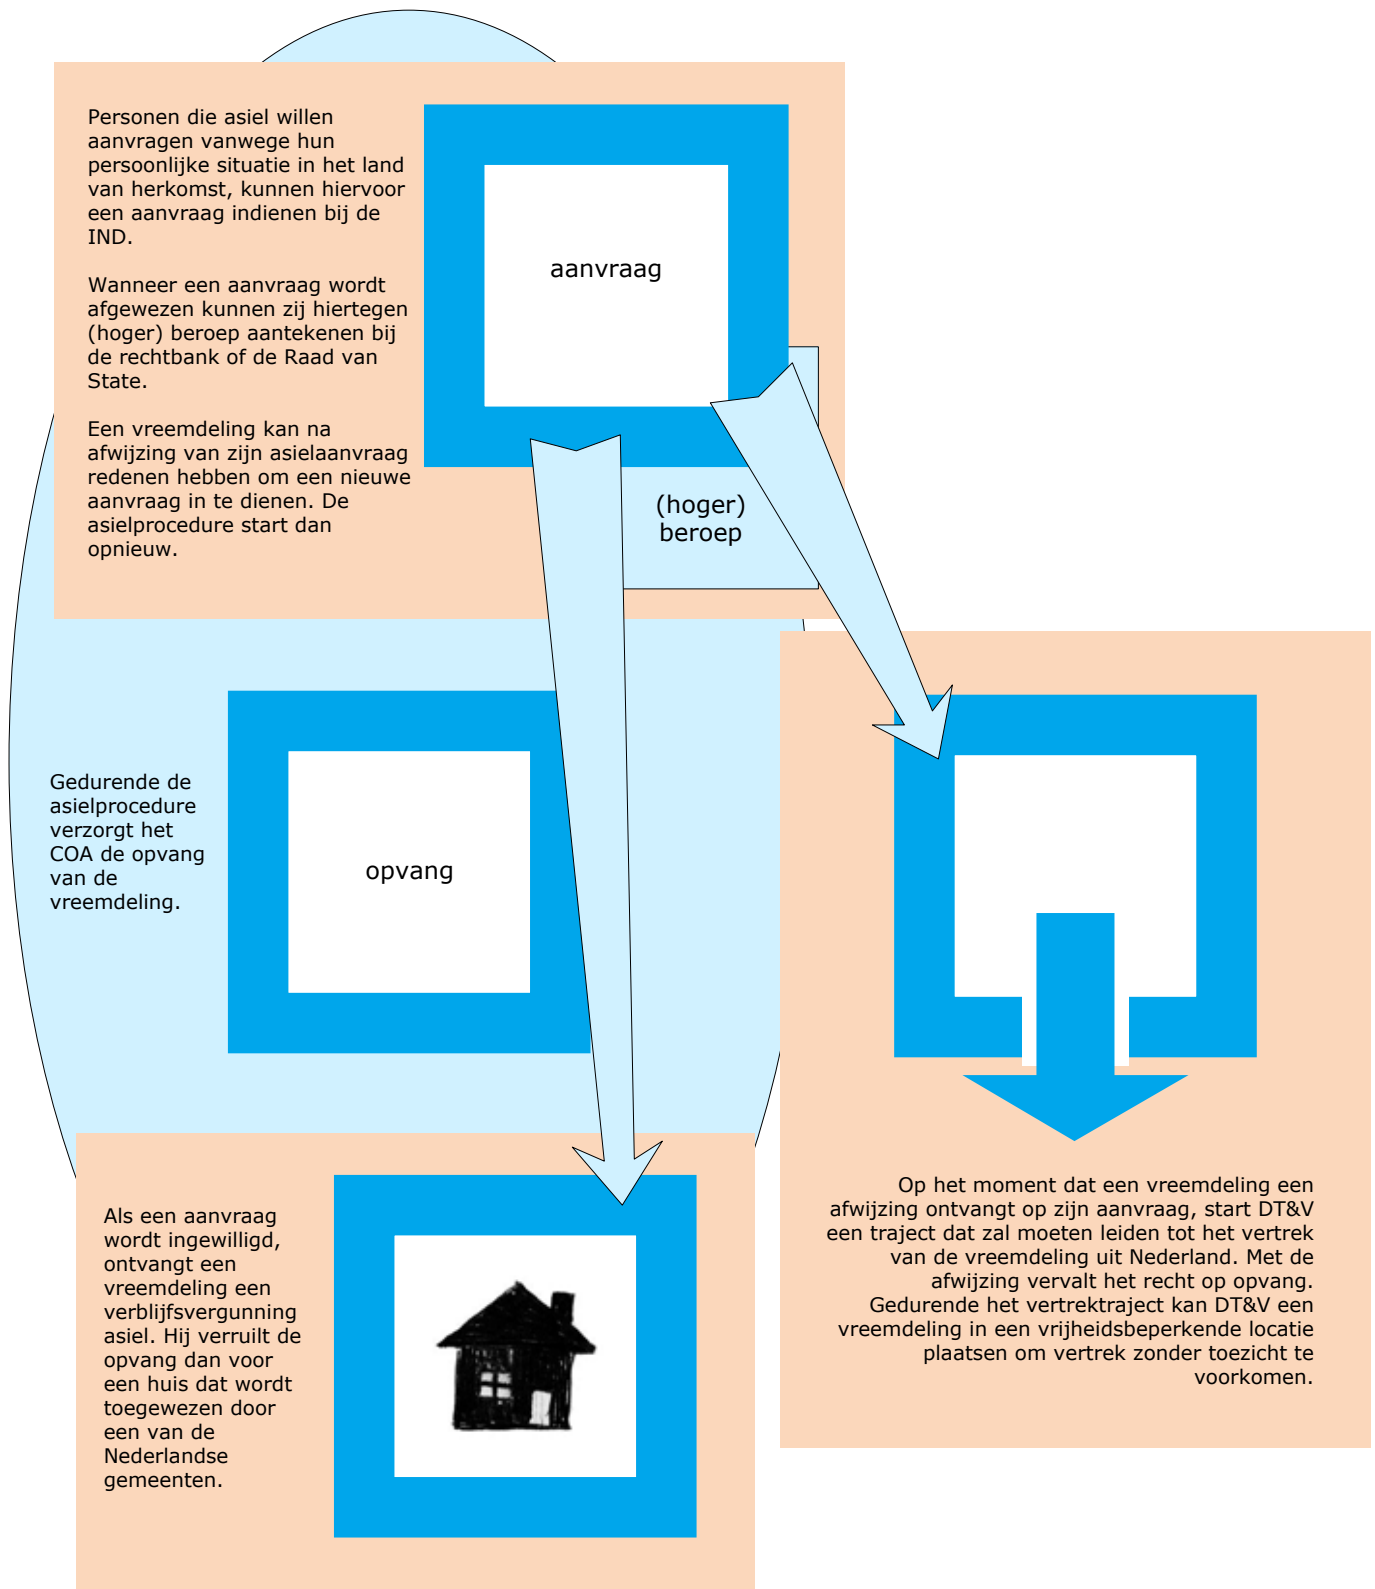 Personen die asiel willen
aanvragen vanwege hun
persoonlijke situatie in het land
van herkomst, kunnen hiervoor
een aanvraag indienen bij de
IND.
Wanneer een aanvraag wordt
afgewezen kunnen zij hiertegen
(hoger) beroep aantekenen bij
de rechtbank of de Raad van
State.
Een vreemdeling kan na
afwijzing van zijn asielaanvraag
redenen hebben om een nieuwe
aanvraag in te dienen. De
asielprocedure start dan
opnieuw.
aanvraag
(hoger)
beroep
Gedurende de
asielprocedure
verzorgt het
COA de opvang
van de
vreemdeling.
opvang
Als een aanvraag
wordt ingewilligd,
ontvangt een
vreemdeling een
verblijfsvergunning
asiel. Hij verruilt de
opvang dan voor
een huis dat wordt
toegewezen door
een van de
Nederlandse
gemeenten.
Op het moment dat een vreemdeling een
afwijzing ontvangt op zijn aanvraag, start DT&V
een traject dat zal moeten leiden tot het vertrek
van de vreemdeling uit Nederland. Met de
afwijzing vervalt het recht op opvang.
Gedurende het vertrektraject kan DT&V een
vreemdeling in een vrijheidsbeperkende locatie
plaatsen om vertrek zonder toezicht te
voorkomen.